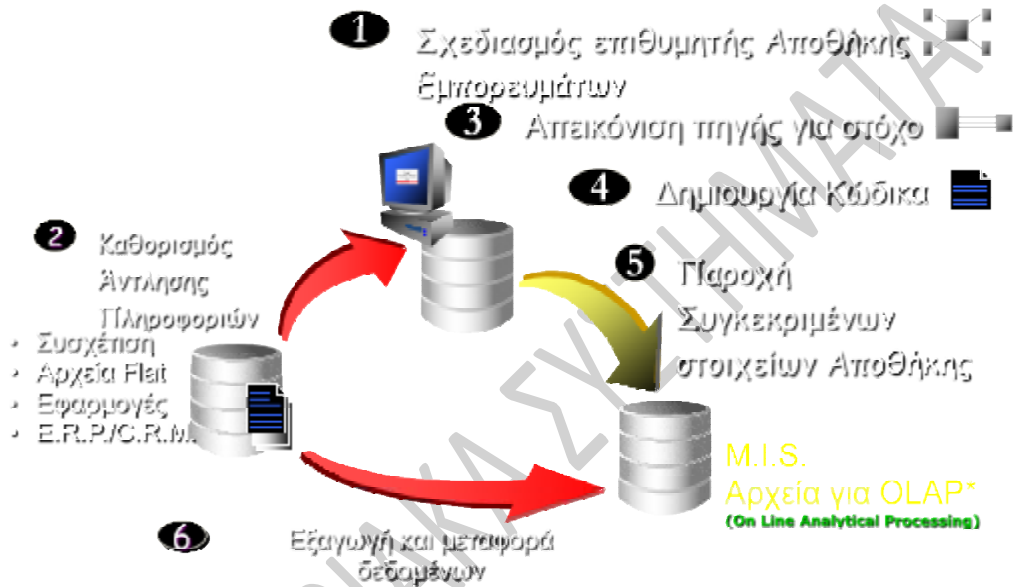 1 Σχεδιασμός επιθυμητής Αποθήκης
Εμπορευμάτων
3 Απεικόνιση πηγής για στόχο
4 Δημιουργία Κώδικα
2 Καθορισμός
Άντλησης
Πληροφοριών
• Συσχέτιση
• Αρχεία Flat
• Εφαρμογές
• E.R.P./C.R.M.
5 Παροχή
Συγκεκριμένων
στοιχείων Αποθήκης
M.I.S.
Αρχεία για OLAP*
(On Line Analytical Processing)
6 Εξαγωγή και μεταφορά
δεδομένων
ΣΥΣΤΗΜΑΤΑ